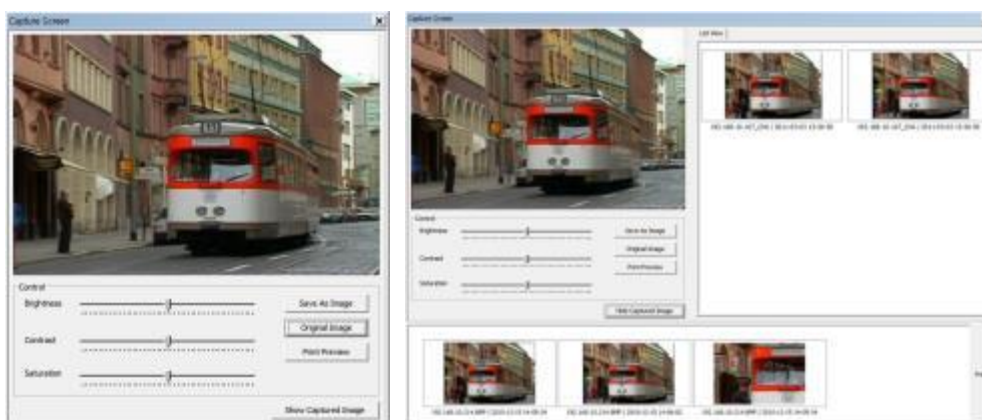 Capture Screen
Control
Brightness
Save As Image
Original Image
Contrast
Print Preview
Saturation
Show Captured Image
Capture Screen
List View
Control
Brightness
Save As Image
Original Image
Contrast
Print Preview
Saturation
Hide Captured Image